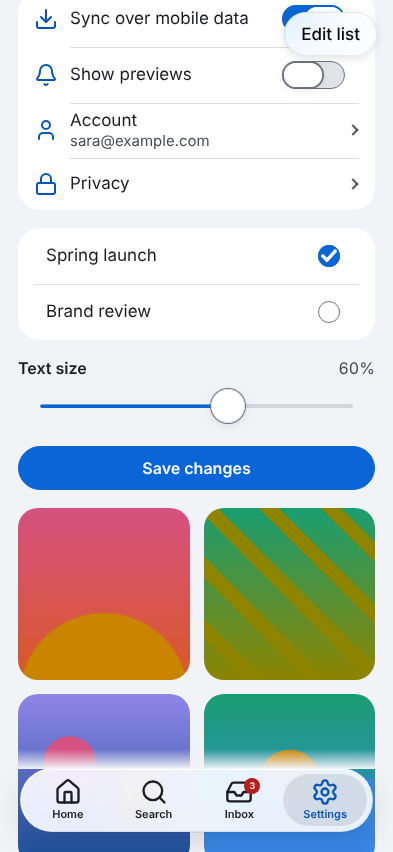 Sync over mobile data
Edit list
Show previews
Account
sara@example.com
Privacy
Spring launch
Brand review
Text size
60%
Save changes
Home
Search
3
Inbox
Settings